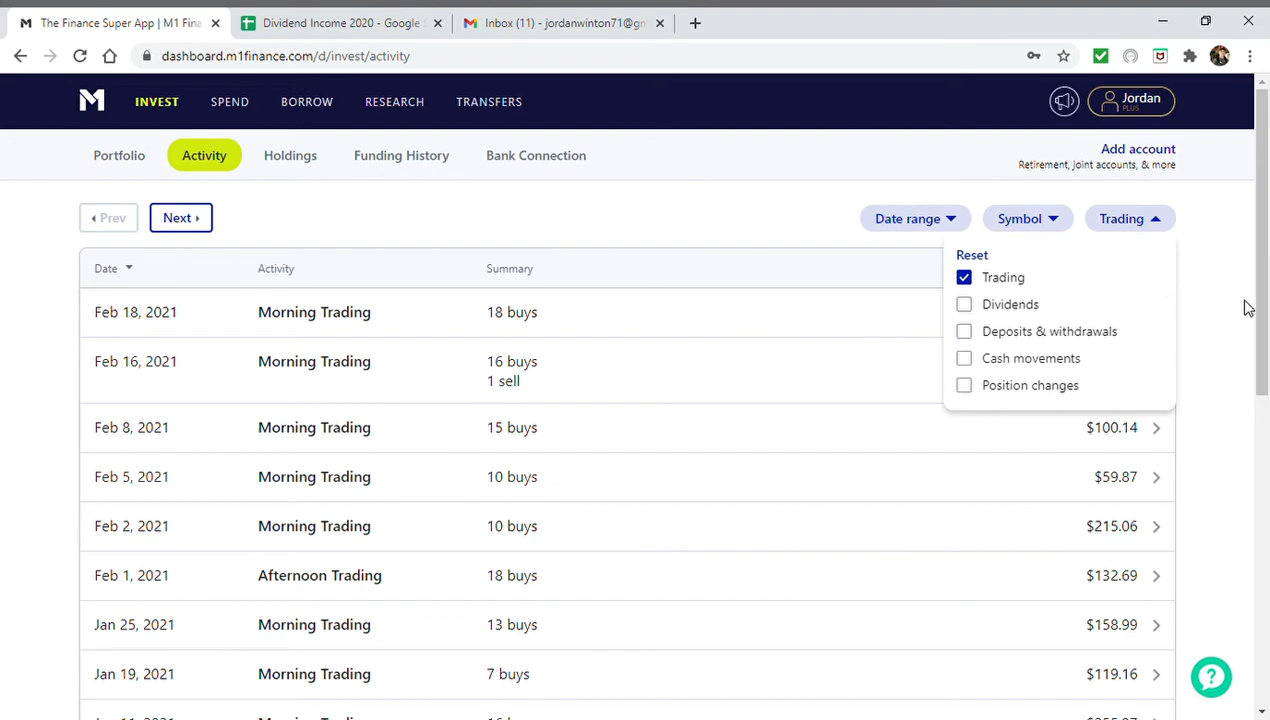 The Finance Super App | M1 Fina
Dividend Income 2020 - Google S
Inbox (11) - jordanwinton71@gm
dashboard.m1finance.com/d/invest/activity
INVEST
SPEND
BORROW
RESEARCH
TRANSFERS
Jordan
PLUS
Portfolio
Activity
Holdings
Funding History
Bank Connection
Add account
Retirement, joint accounts, & more
Prev
Next
Date range
Symbol
Trading
Reset
Trading
Dividends
Deposits & withdrawals
Cash movements
Position changes
Date
Activity
Summary
Feb 18, 2021 Morning Trading 18 buys
Feb 16, 2021 Morning Trading 16 buys
1 sell
Feb 8, 2021 Morning Trading 15 buys $100.14
Feb 5, 2021 Morning Trading 10 buys $59.87
Feb 2, 2021 Morning Trading 10 buys $215.06
Feb 1, 2021 Afternoon Trading 18 buys $132.69
Jan 25, 2021 Morning Trading 13 buys $158.99
Jan 19, 2021 Morning Trading 7 buys $119.16